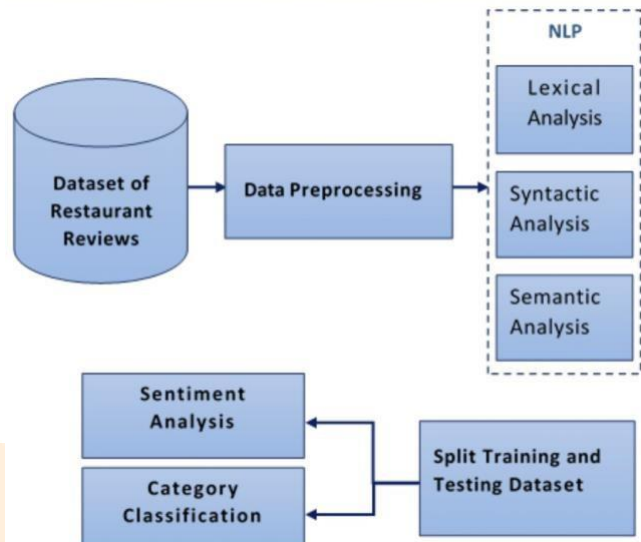 NLP
Lexical
Analysis
Dataset of
Restaurant
Reviews
Data Preprocessing
Syntactic
Analysis
Semantic
Analysis
Sentiment
Analysis
Category
Classification
Split Training and
Testing Dataset